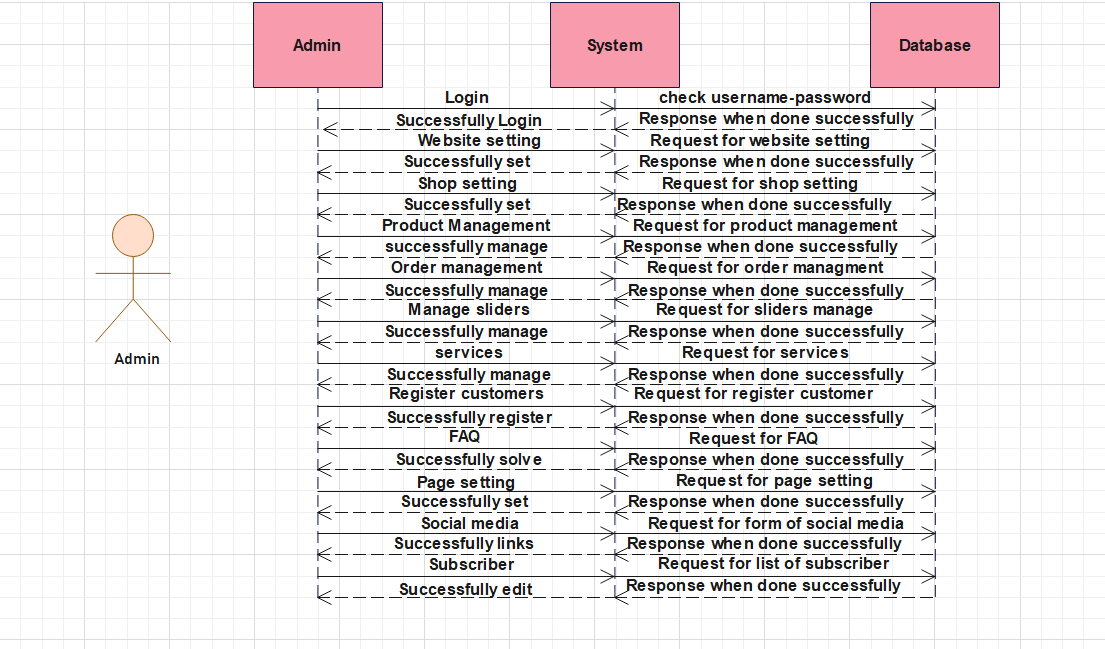 Admin
System
Database
Login
check username-password
Successfully Login
Response when done successfully
Website setting
Request for website setting
Successfully set
Response when done successfully
Shop setting
Request for shop setting
Successfully set
Response when done successfully
Product Management
Request for product management
successfully manage
Response when done successfully
Order management
Request for order managment
Successfully manage
Response when done successfully
Manage sliders
Request for sliders manage
Successfully manage
Response when done successfully
services
Request for services
Successfully manage
Response when done successfully
Register customers
Request for register customer
Successfully register
Response when done successfully
FAQ
Request for FAQ
Successfully solve
Response when done successfully
Page setting
Request for page setting
Successfully set
Response when done successfully
Social media
Request for form of social media
Successfully links
Response when done successfully
Subscriber
Request for list of subscriber
Successfully edit
Response when done successfully
Admin